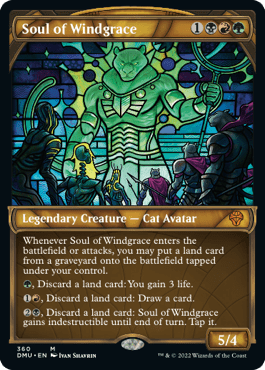 Soul of Windgrace 1
Legendary Creature — Cat Avatar
Whenever Soul of Windgrace enters the
battlefield or attacks, you may put a land card
from a graveyard onto the battlefield tapped
under your control.
, Discard a land card: You gain 3 life.
1, Discard a land card: Draw a card.
2, Discard a land card: Soul of Windgrace
gains indestructible until end of turn. Tap it.
5/4
360 M
DMU • EN Ivan Shavrin ™ & © 2022 Wizards of the Coast